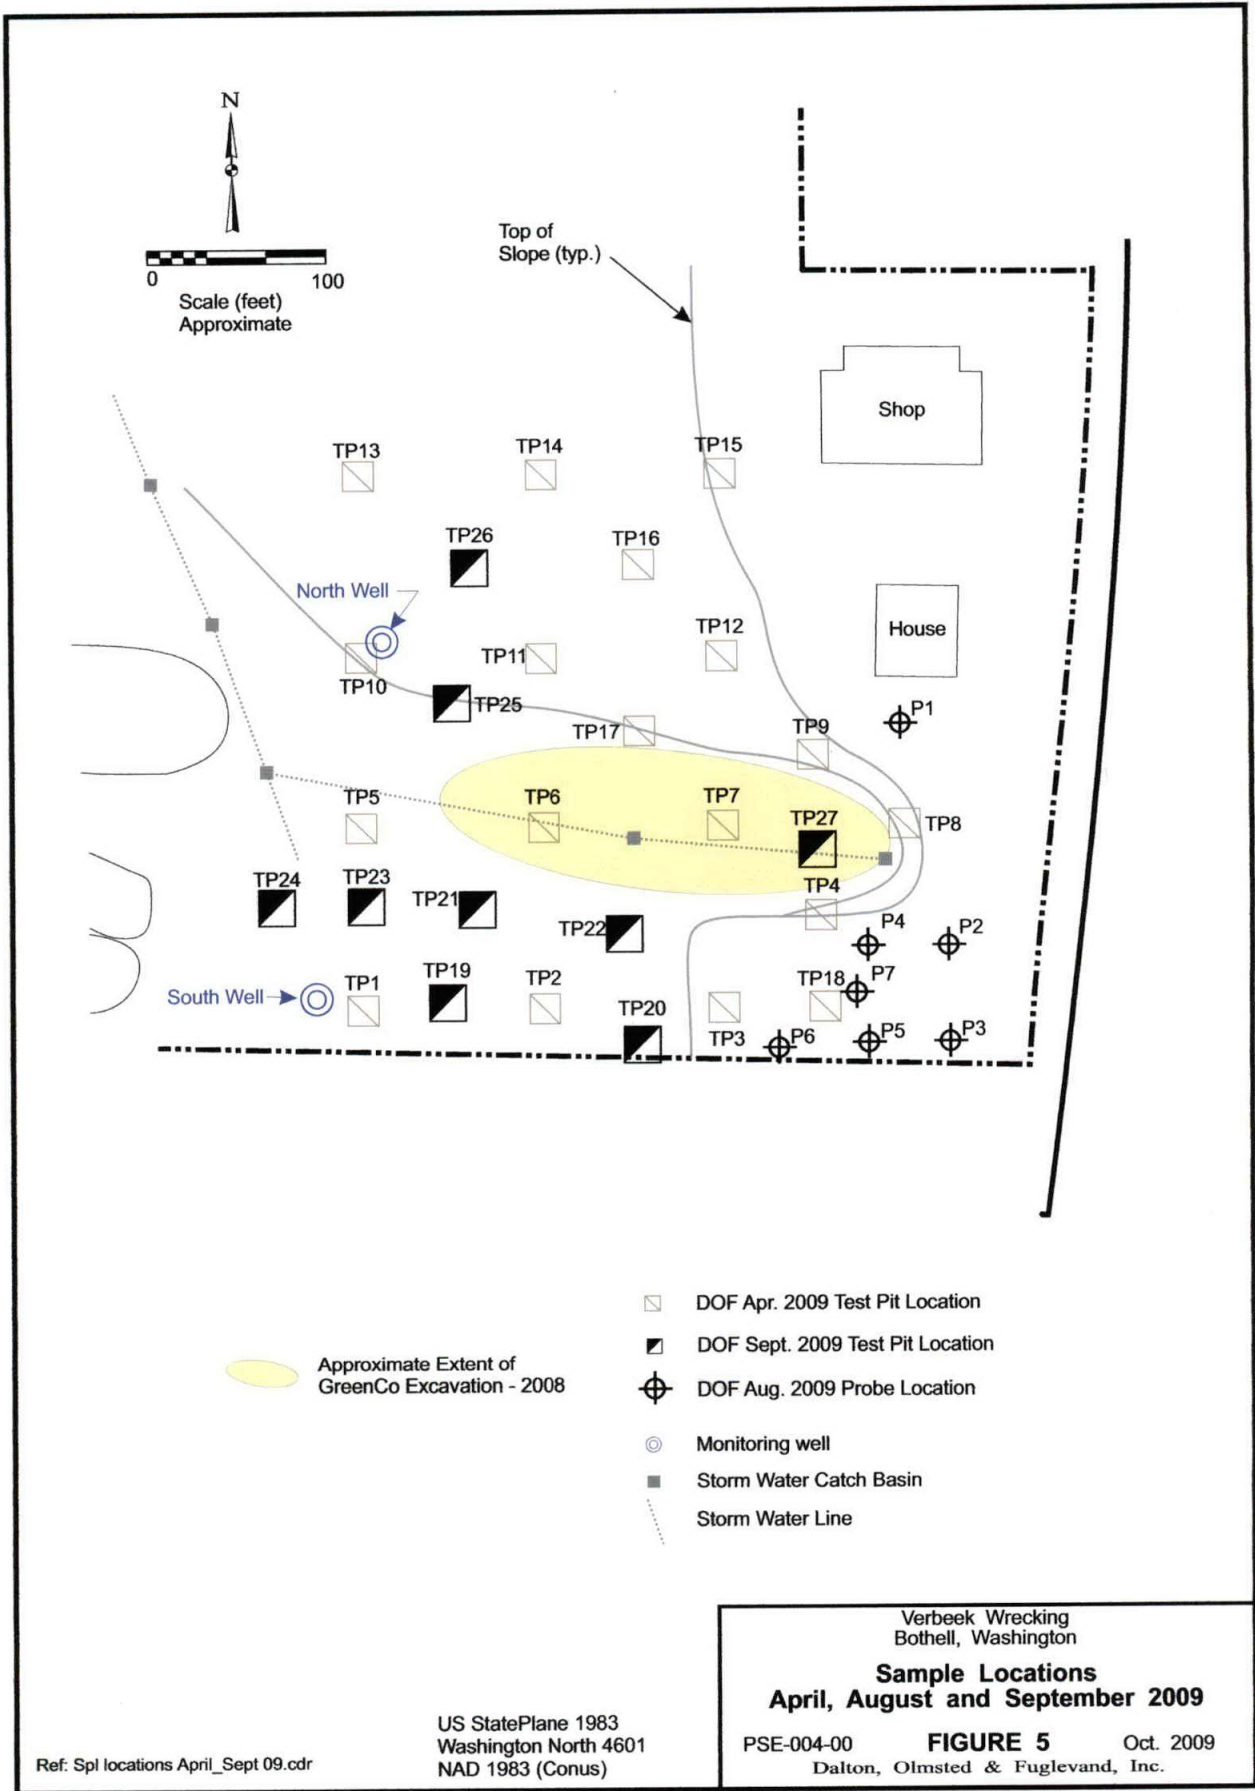 N
0 100
Scale (feet)
Approximate
Top of
Slope (typ.)
Shop
TP13
TP14
TP15
TP26
TP16
North Well
House
TP12
TP11
TP10
TP25
P1
TP17
TP9
TP5
TP6
TP7
TP27
TP8
TP24
TP23
TP21
TP4
TP22
P4
P2
TP19
TP2
TP18
P7
South Well
TP1
TP20
TP3
P6
P5
P3
DOF Apr. 2009 Test Pit Location
DOF Sept. 2009 Test Pit Location
DOF Aug. 2009 Probe Location
Approximate Extent of
GreenCo Excavation - 2008
Monitoring well
Storm Water Catch Basin
Storm Water Line
Verbeek Wrecking
Bothell, Washington
Sample Locations
April, August and September 2009
PSE-004-00 FIGURE 5 Oct. 2009
Dalton, Olmsted & Fuglevand, Inc.
US StatePlane 1983
Washington North 4601
NAD 1983 (Conus)
Ref: Spl locations April_Sept 09.cdr